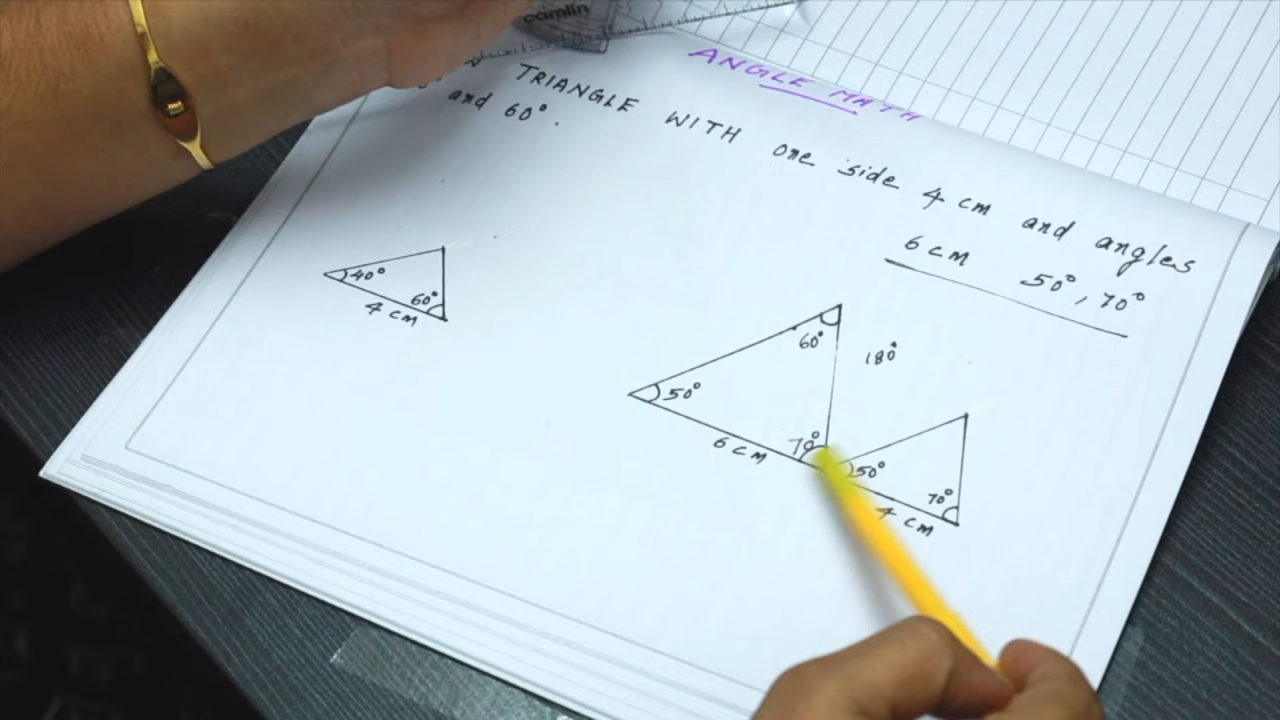 camlin
ANGLE MATH
TRIANGLE WITH one side 4 cm and angles
and 60°.
6 cm 50°, 70°
40°
60°
4 cm
60°
180°
50°
70°
6 cm
50°
70°
4 cm